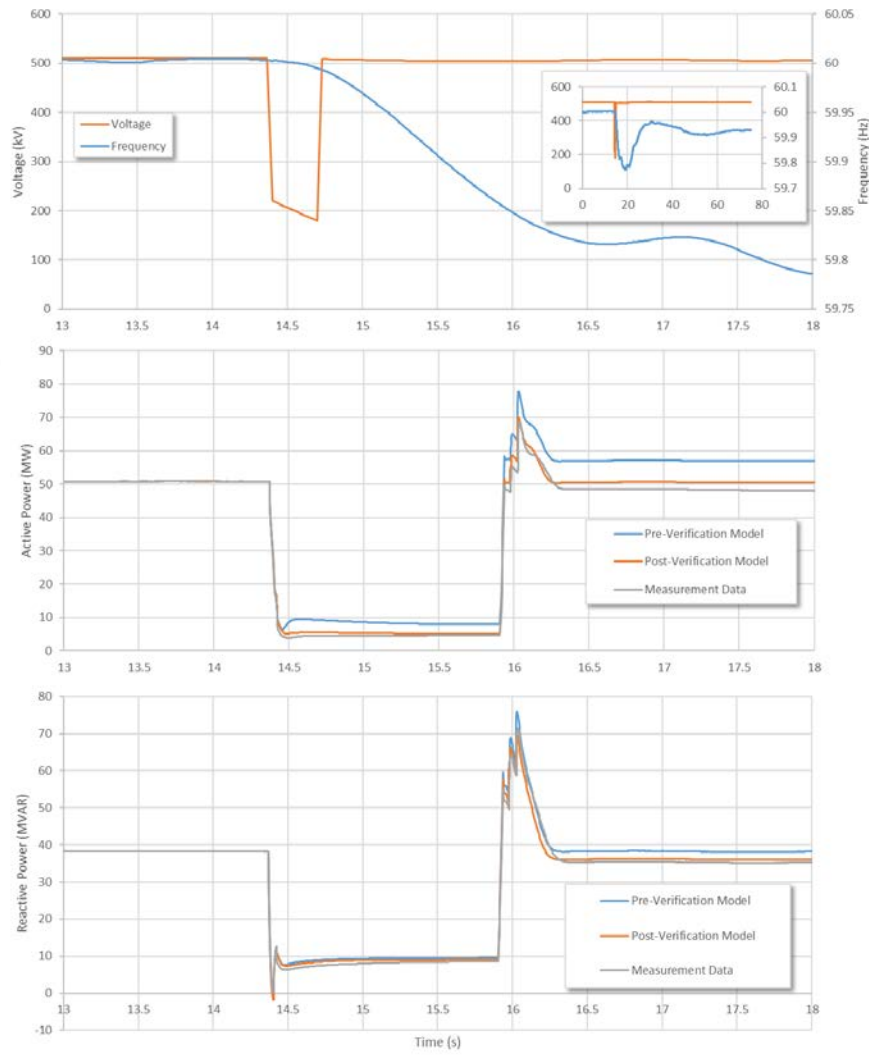 600
500
400
300
200
100
0
Voltage (kV)
60.05
60
59.95
59.9
59.85
59.8
59.75
Frequency (Hz)
Voltage
Frequency
600
400
200
0
60.1
60
59.9
59.8
59.7
0 20 40 60 80
13 13.5 14 14.5 15 15.5 16 16.5 17 17.5 18
90
80
70
60
50
40
30
20
10
0
Active Power (MW)
Pre-Verification Model
Post-Verification Model
Measurement Data
13 13.5 14 14.5 15 15.5 16 16.5 17 17.5 18
80
70
60
50
40
30
20
10
0
-10
Reactive Power (MVAR)
Pre-Verification Model
Post-Verification Model
Measurement Data
13 13.5 14 14.5 15 15.5 16 16.5 17 17.5 18
Time (s)